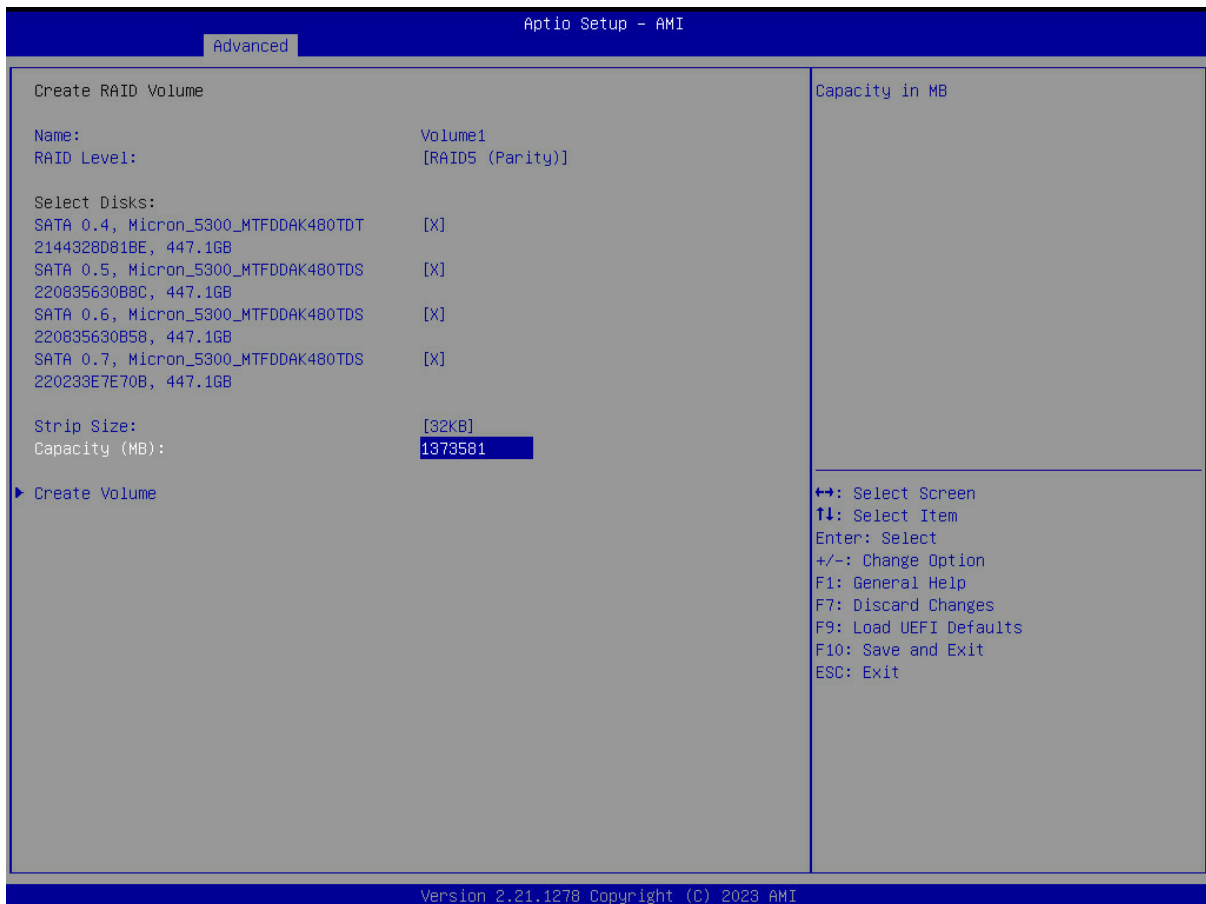 Aptio Setup – AMI
Advanced
Create RAID Volume
Name: Volume1
RAID Level: [RAID5 (Parity)]
Select Disks:
SATA 0.4, Micron_5300_MTFDDAK480TDT [X]
2144328D81BE, 447.1GB
SATA 0.5, Micron_5300_MTFDDAK480TDS [X]
220835630B8C, 447.1GB
SATA 0.6, Micron_5300_MTFDDAK480TDS [X]
220835630B58, 447.1GB
SATA 0.7, Micron_5300_MTFDDAK480TDS [X]
220233E7E70B, 447.1GB
Strip Size: [32KB]
Capacity (MB): 1373581
Create Volume
Capacity in MB
↔: Select Screen
↑↓: Select Item
Enter: Select
+/-: Change Option
F1: General Help
F7: Discard Changes
F9: Load UEFI Defaults
F10: Save and Exit
ESC: Exit
Version 2.21.1278 Copyright (C) 2023 AMI